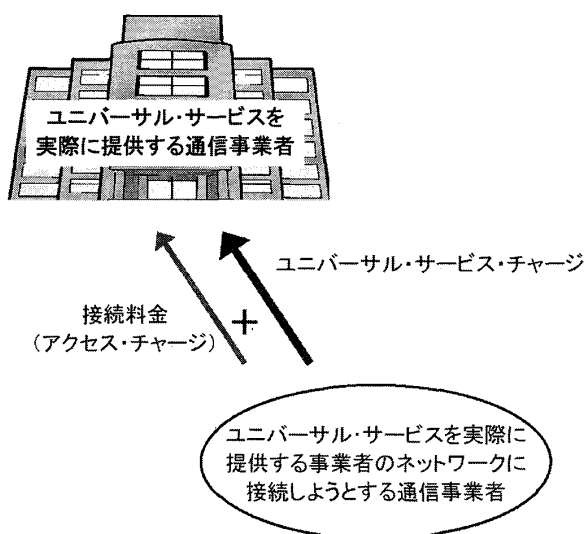 ユニバーサル・サービスを
実際に提供する通信事業者
ユニバーサル・サービス・チャージ
接続料金
（アクセス・チャージ）
＋
ユニバーサル・サービスを実際に
提供する事業者のネットワークに
接続しようとする通信事業者